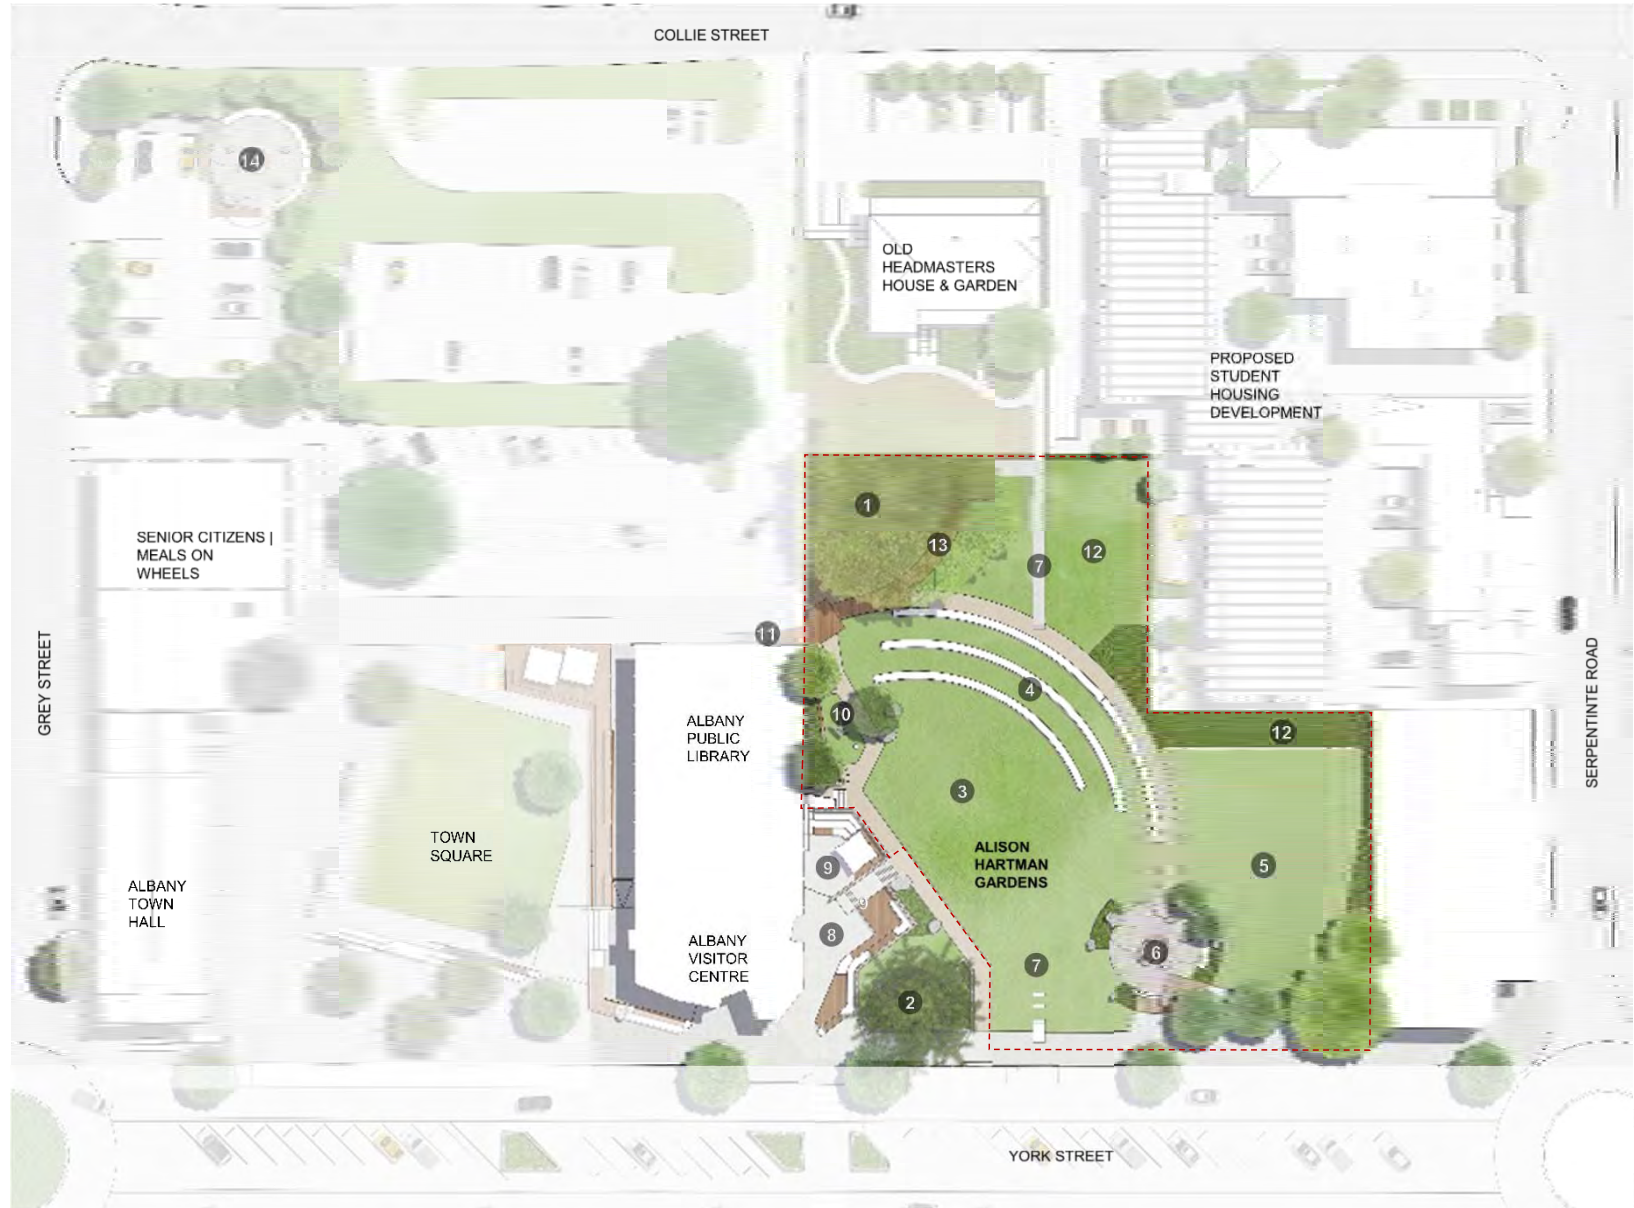 COLLIE STREET
14
OLD
HEADMASTERS
HOUSE & GARDEN
PROPOSED
STUDENT
HOUSING
DEVELOPMENT
1
13
7
12
SENIOR CITIZENS |
MEALS ON
WHEELS
11
GREY STREET
SERPENTINTE ROAD
4
10
ALBANY
PUBLIC
LIBRARY
12
3
TOWN
SQUARE
ALISON
HARTMAN
GARDENS
5
9
ALBANY
TOWN
HALL
9
8
ALBANY
VISITOR
CENTRE
6
7
2
YORK STREET